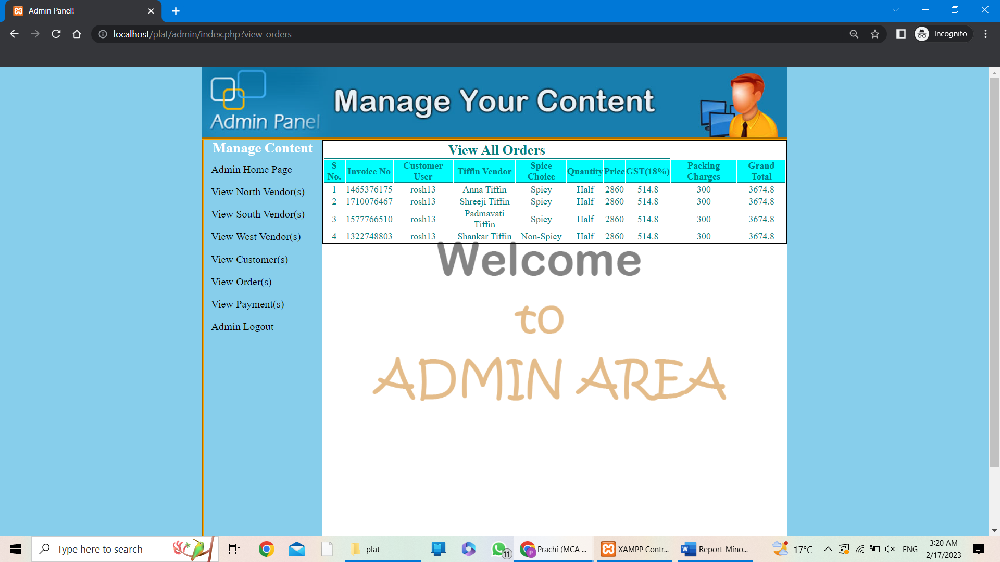 Admin Panel!
localhost/plat/admin/index.php?view_orders
Incognito
Admin Panel
Manage Your Content
Manage Content
Admin Home Page
View North Vendor(s)
View South Vendor(s)
View West Vendor(s)
View Customer(s)
View Order(s)
View Payment(s)
Admin Logout
View All Orders
S No. Invoice No Customer User Tiffin Vendor Spice Choice Quantity Price GST(18%) Packing Charges Grand Total
1 1465376175 rosh13 Anna Tiffin Spicy Half 2860 514.8 300 3674.8
2 1710076467 rosh13 Shreeji Tiffin Spicy Half 2860 514.8 300 3674.8
3 1577766510 rosh13 Padmavati Tiffin Spicy Half 2860 514.8 300 3674.8
4 1322748803 rosh13 Shankar Tiffin Non-Spicy Half 2860 514.8 300 3674.8
Welcome
to
ADMIN AREA
Type here to search
plat
11
P
Prachi (MCA ...
XAMPP Contr...
W
Report-Mino...
17°C
ENG
3:20 AM
2/17/2023